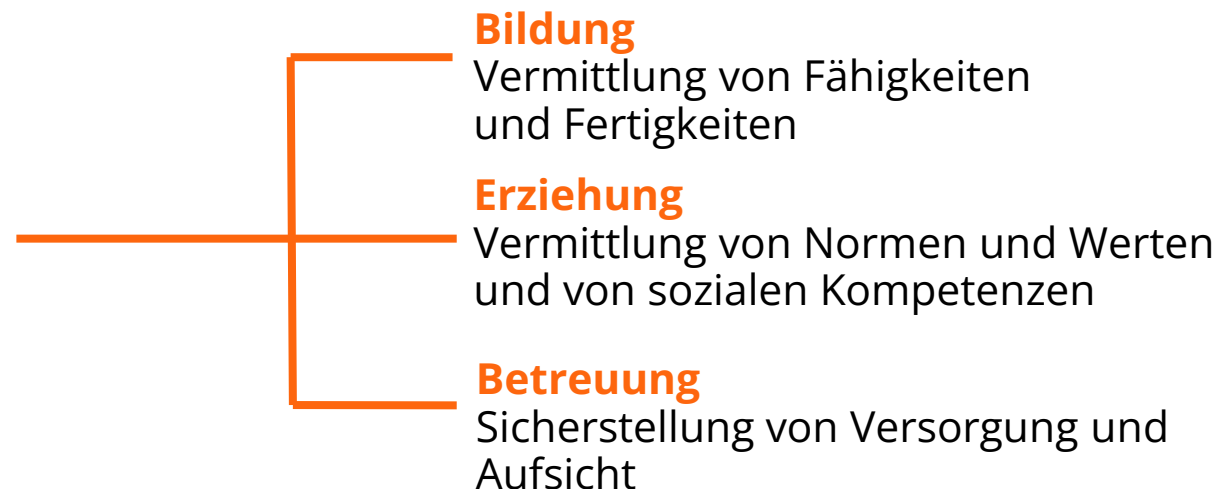 Bildung
Vermittlung von Fähigkeiten
und Fertigkeiten
Erziehung
Vermittlung von Normen und Werten
und von sozialen Kompetenzen
Betreuung
Sicherstellung von Versorgung und
Aufsicht